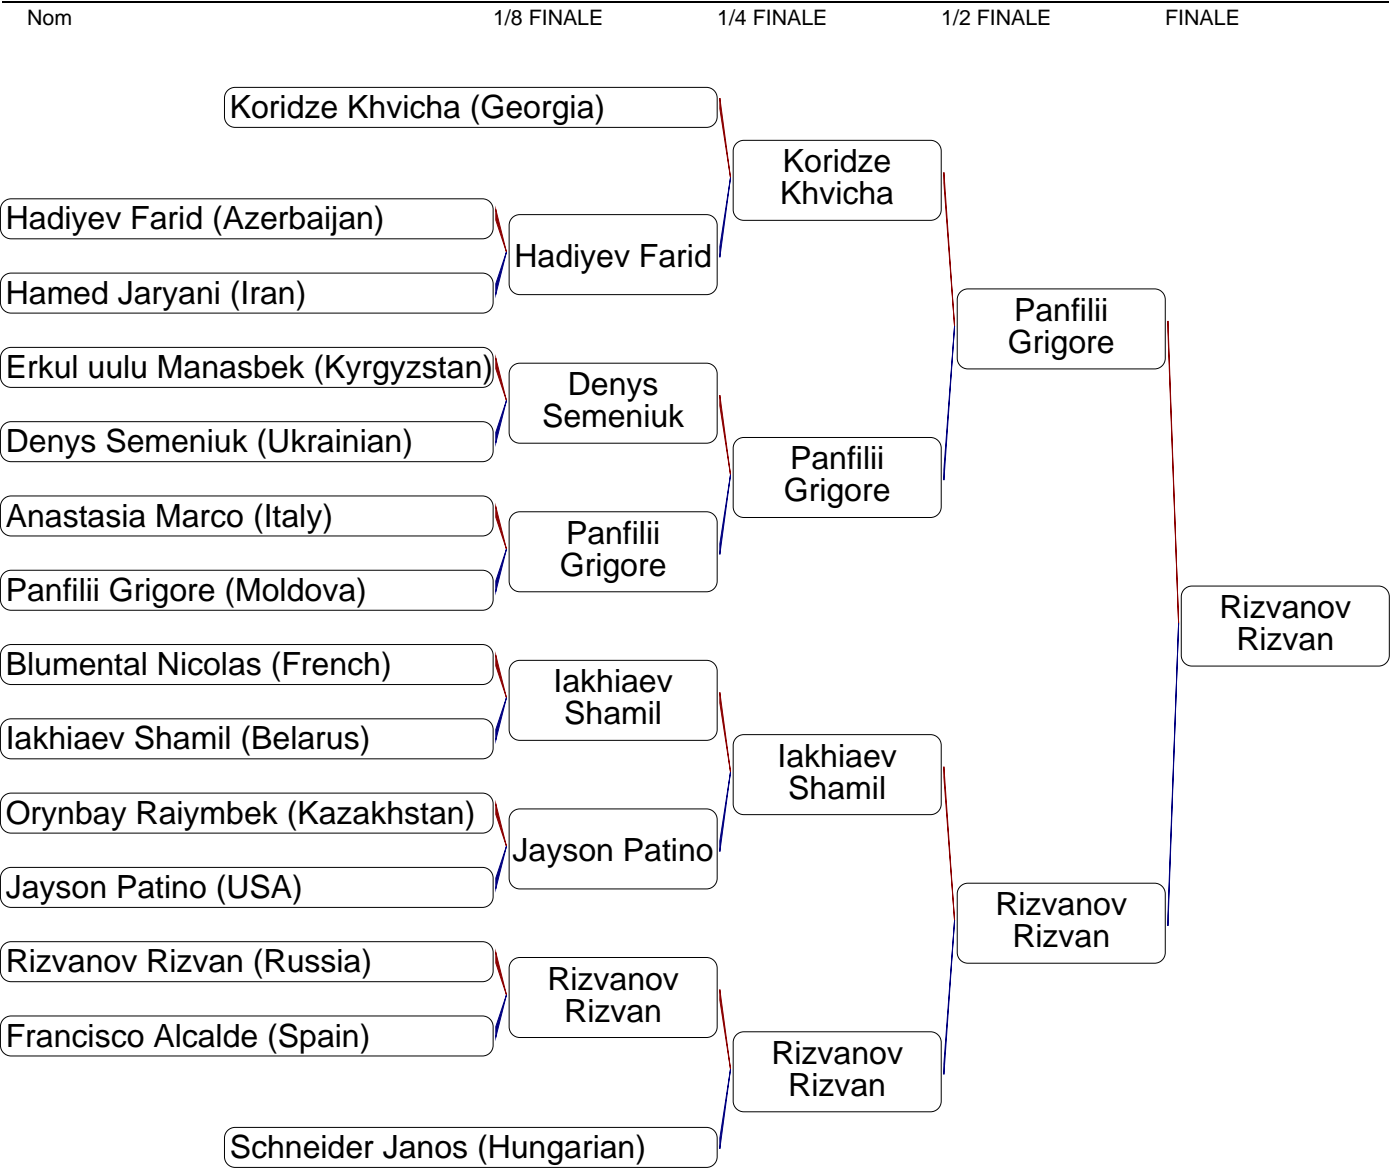 Nom 1/8 FINALE 1/4 FINALE 1/2 FINALE FINALE
Koridze Khvicha (Georgia)
Koridze
Khvicha
Hadiyev Farid (Azerbaijan)
Hadiyev Farid
Hamed Jaryani (Iran)
Panfilii
Grigore
Erkul uulu Manasbek (Kyrgyzstan)
Denys
Semeniuk
Denys Semeniuk (Ukrainian)
Panfilii
Grigore
Anastasia Marco (Italy)
Panfilii
Grigore
Panfilii Grigore (Moldova)
Rizvanov
Rizvan
Blumental Nicolas (French)
Iakhiaev
Shamil
Iakhiaev Shamil (Belarus)
Iakhiaev
Shamil
Orynbay Raiymbek (Kazakhstan)
Jayson Patino
Jayson Patino (USA)
Rizvanov
Rizvan
Rizvanov Rizvan (Russia)
Rizvanov
Rizvan
Francisco Alcalde (Spain)
Rizvanov
Rizvan
Schneider Janos (Hungarian)